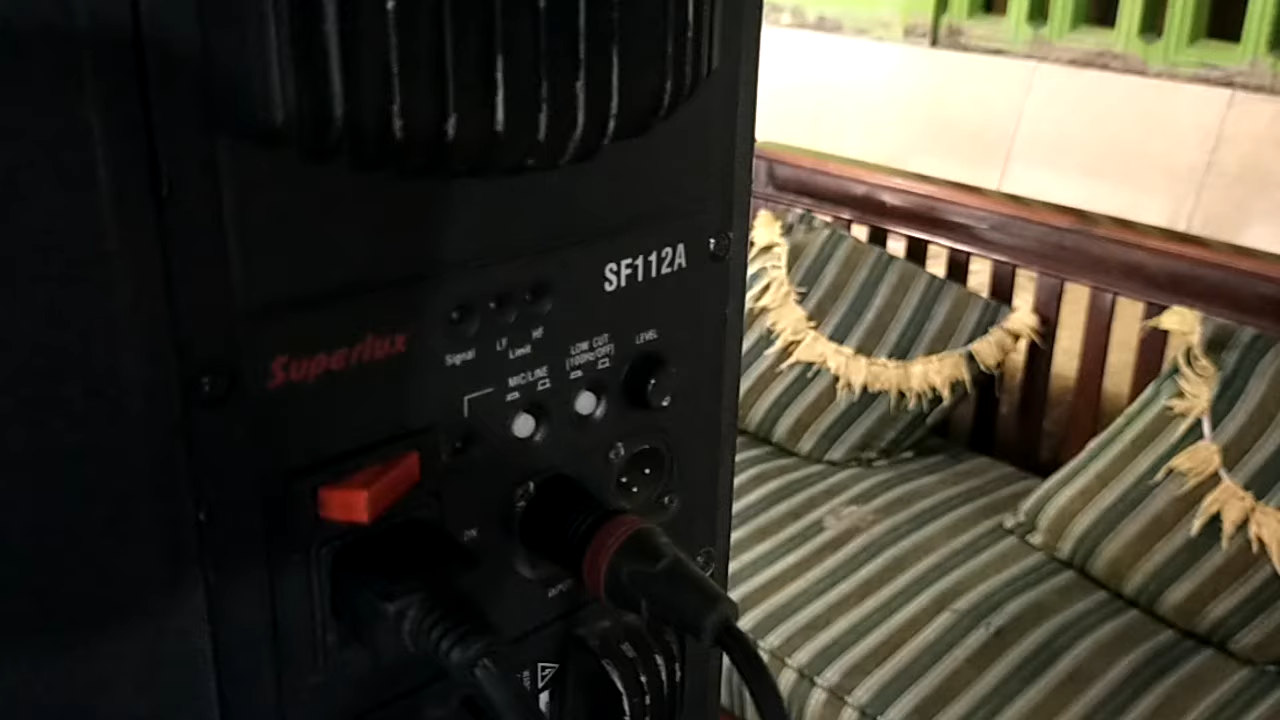 SF112A
Superlux
Signal
LF
HF
Limit
MIC/LINE
LOW CUT
(100Hz/OFF)
LEVEL